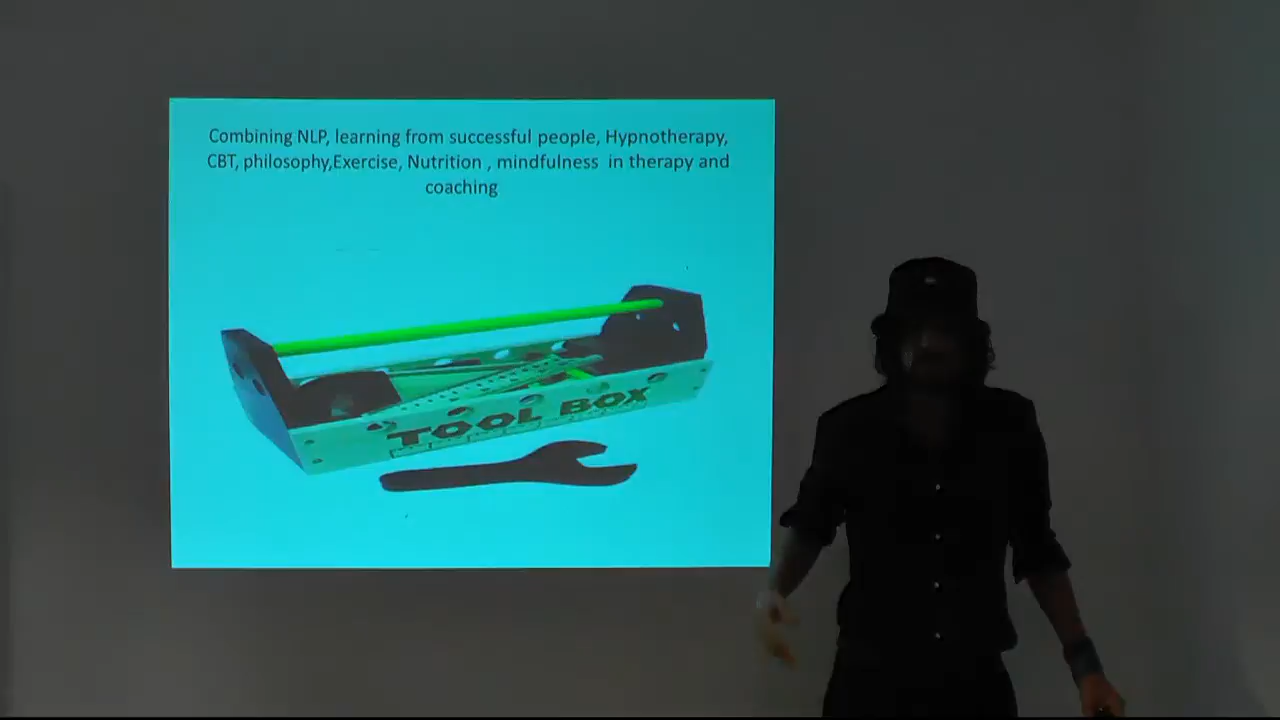 Combining NLP, learning from successful people, Hypnotherapy,
CBT, philosophy,Exercise, Nutrition , mindfulness  in therapy and
coaching
TOOL BOX